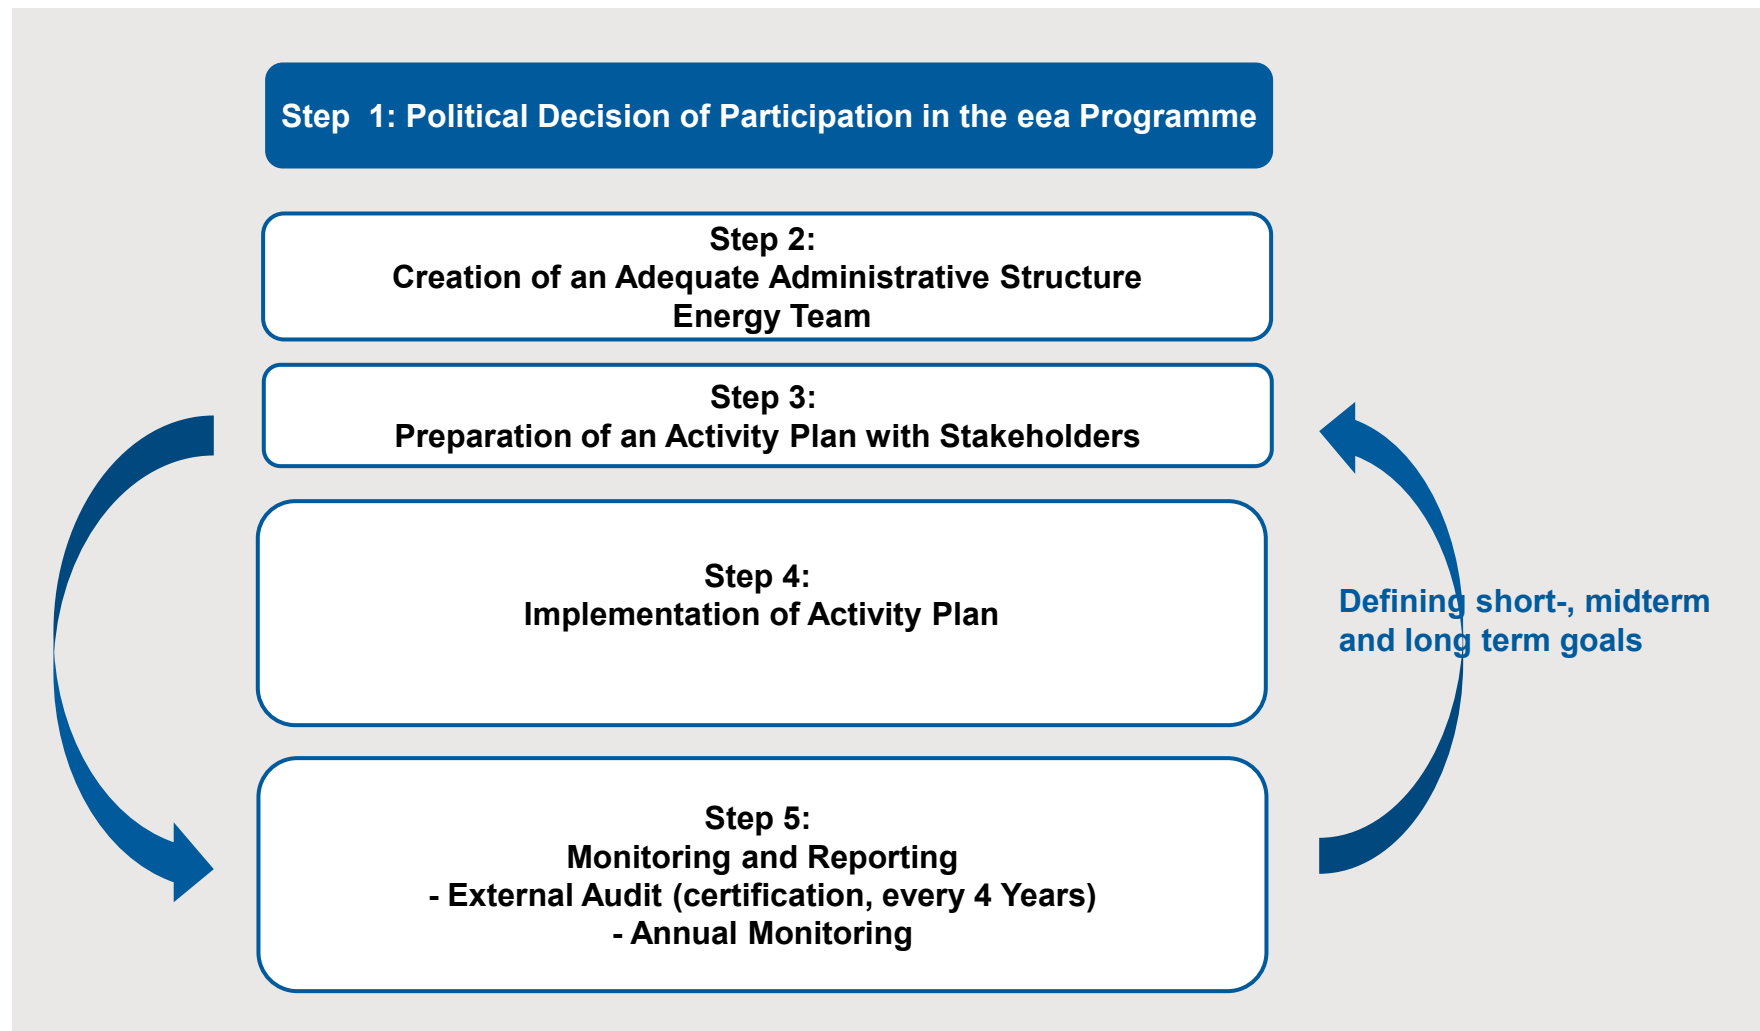 Step  1: Political Decision of Participation in the eea Programme
Step 2:
Creation of an Adequate Administrative Structure
Energy Team
Step 3:
Preparation of an Activity Plan with Stakeholders
Step 4:
Implementation of Activity Plan
Defining short-, midterm
and long term goals
Step 5:
Monitoring and Reporting
- External Audit (certification, every 4 Years)
- Annual Monitoring